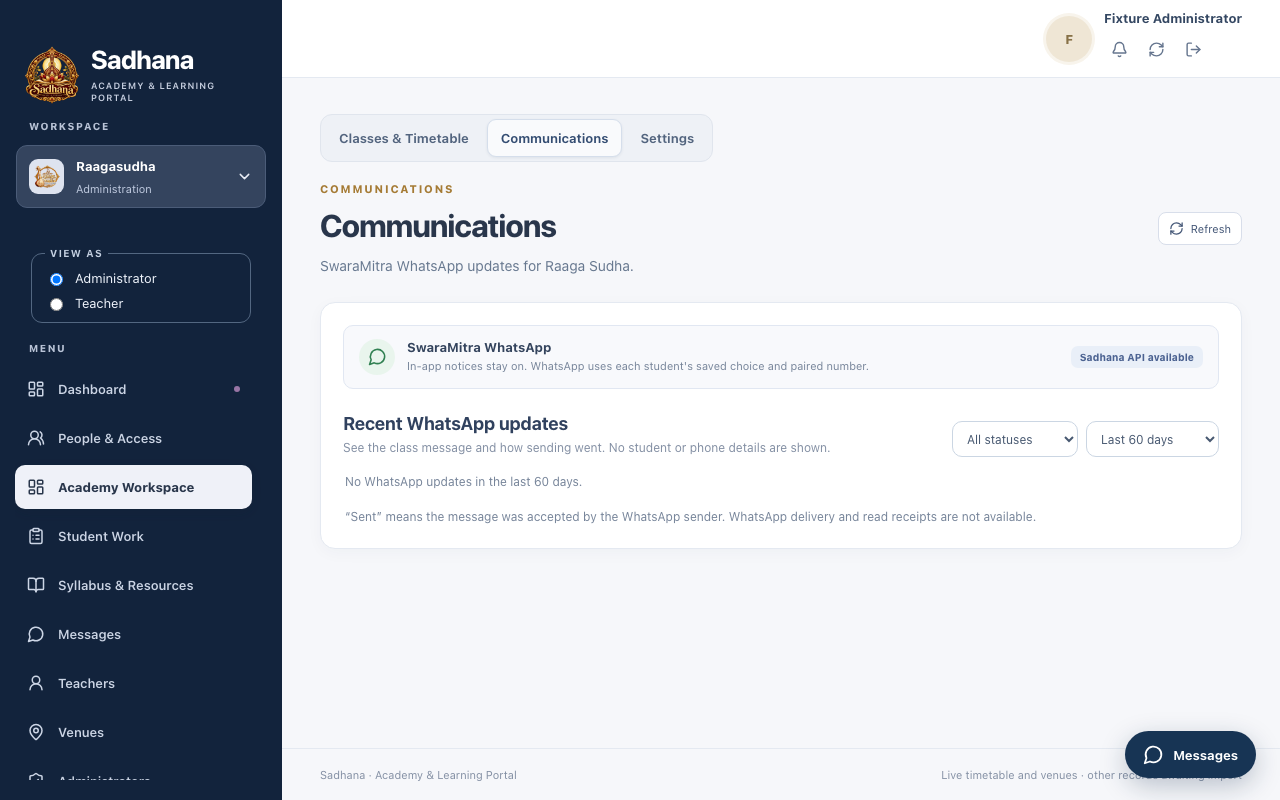 Sadhana
ACADEMY & LEARNING
PORTAL
Sadhana
WORKSPACE
Raagasudha
Administration
VIEW AS
Administrator
Teacher
MENU
Dashboard
People & Access
Academy Workspace
Student Work
Syllabus & Resources
Messages
Teachers
Venues
Administrators
F
Fixture Administrator
Classes & Timetable
Communications
Settings
COMMUNICATIONS
Communications
Refresh
SwaraMitra WhatsApp updates for Raaga Sudha.
SwaraMitra WhatsApp
In-app notices stay on. WhatsApp uses each student's saved choice and paired number.
Sadhana API available
Recent WhatsApp updates
See the class message and how sending went. No student or phone details are shown.
All statuses
Last 60 days
No WhatsApp updates in the last 60 days.
“Sent” means the message was accepted by the WhatsApp sender. WhatsApp delivery and read receipts are not available.
Sadhana · Academy & Learning Portal
Live timetable and venues · other
Messages